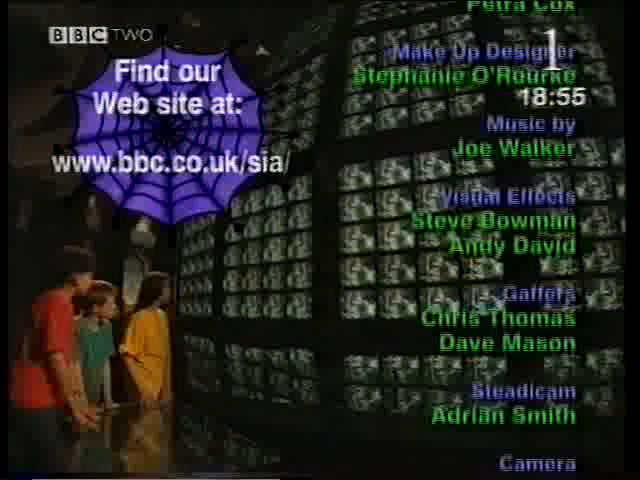 BBC TWO
Find our
Web site at:
www.bbc.co.uk/sia/
Petra Cox
Make Up Designer
Stephanie O'Rourke
1
18:55
Music by
Joe Walker
Visual Effects
Steve Bowman
Andy David
Gaffers
Chris Thomas
Dave Mason
Steadicam
Adrian Smith
Camera